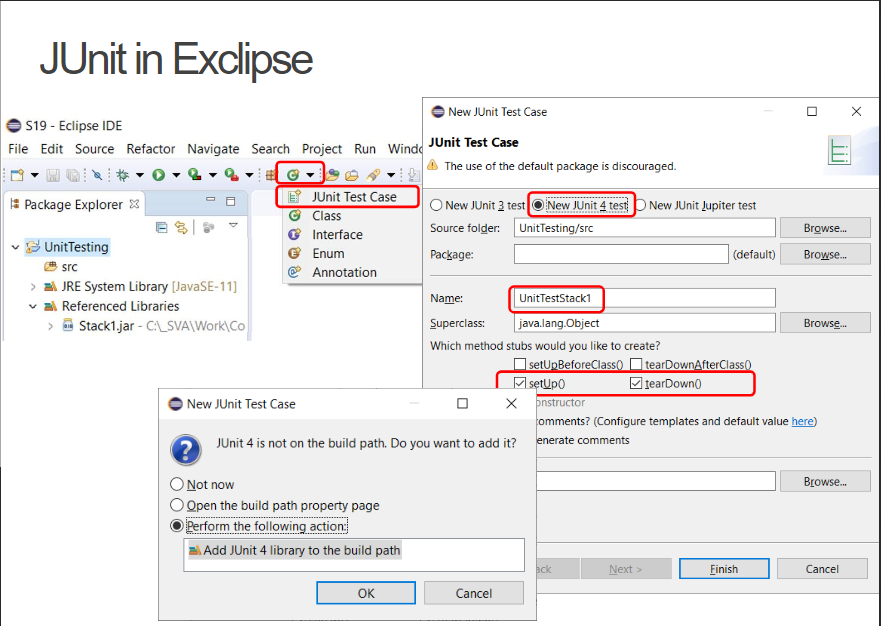 JUnit in Exclipse
S19 - Eclipse IDE
File Edit Source Refactor Navigate Search Project Run
Package Explorer
UnitTesting
src
JRE System Library [JavaSE-11]
Referenced Libraries
Stack1.jar - C:\_SVA\Work\Co
JUnit Test Case
Class
Interface
Enum
Annotation
New JUnit Test Case
JUnit Test Case
The use of the default package is discouraged.
New JUnit 3 test New JUnit 4 test New JUnit Jupiter test
Source folder: UnitTesting/src Browse...
Package: (default) Browse...
Name: UnitTestStack1
Superclass: java.lang.Object Browse...
Which method stubs would you like to create?
setUpBeforeClass() tearDownAfterClass()
setUp() tearDown()
onstructor
omments? (Configure templates and default value here)
enerate comments
Browse...
ack Next > Finish Cancel
New JUnit Test Case
JUnit 4 is not on the build path. Do you want to add it?
Not now
Open the build path property page
Perform the following action:
Add JUnit 4 library to the build path
OK Cancel